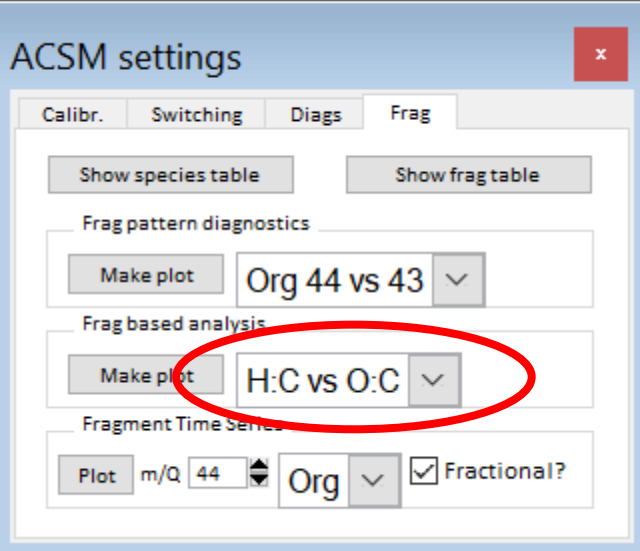 ACSM settings
x
Calibr. Switching Diags Frag
Show species table Show frag table
Frag pattern diagnostics
Make plot Org 44 vs 43
Frag based analysis
Make plot H:C vs O:C
Fragment Time Series
Plot m/Q 44 Org Fractional?